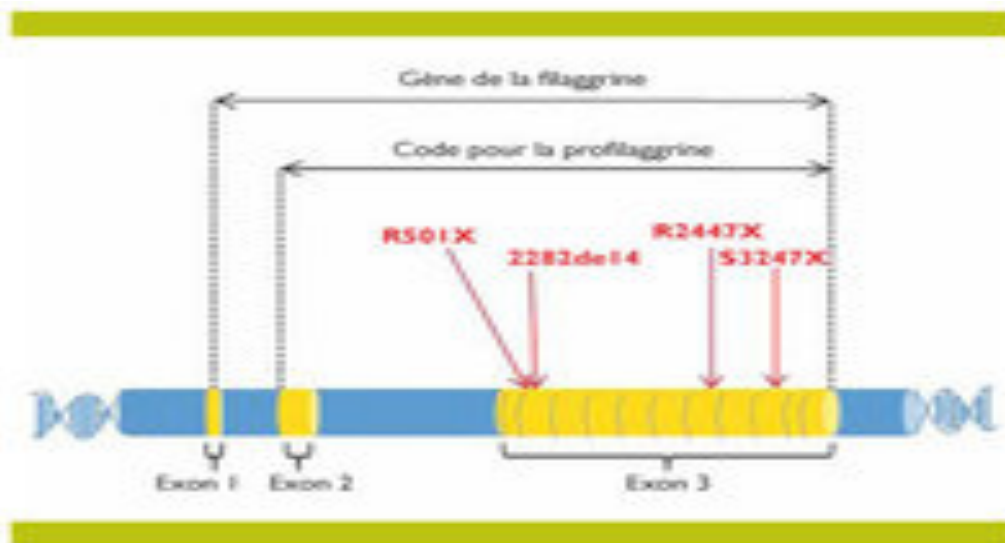 Gène de la filaggrine
Code pour la profilaggrine
R501X
R2447X
2282del4
S3247X
Exon 1
Exon 2
Exon 3